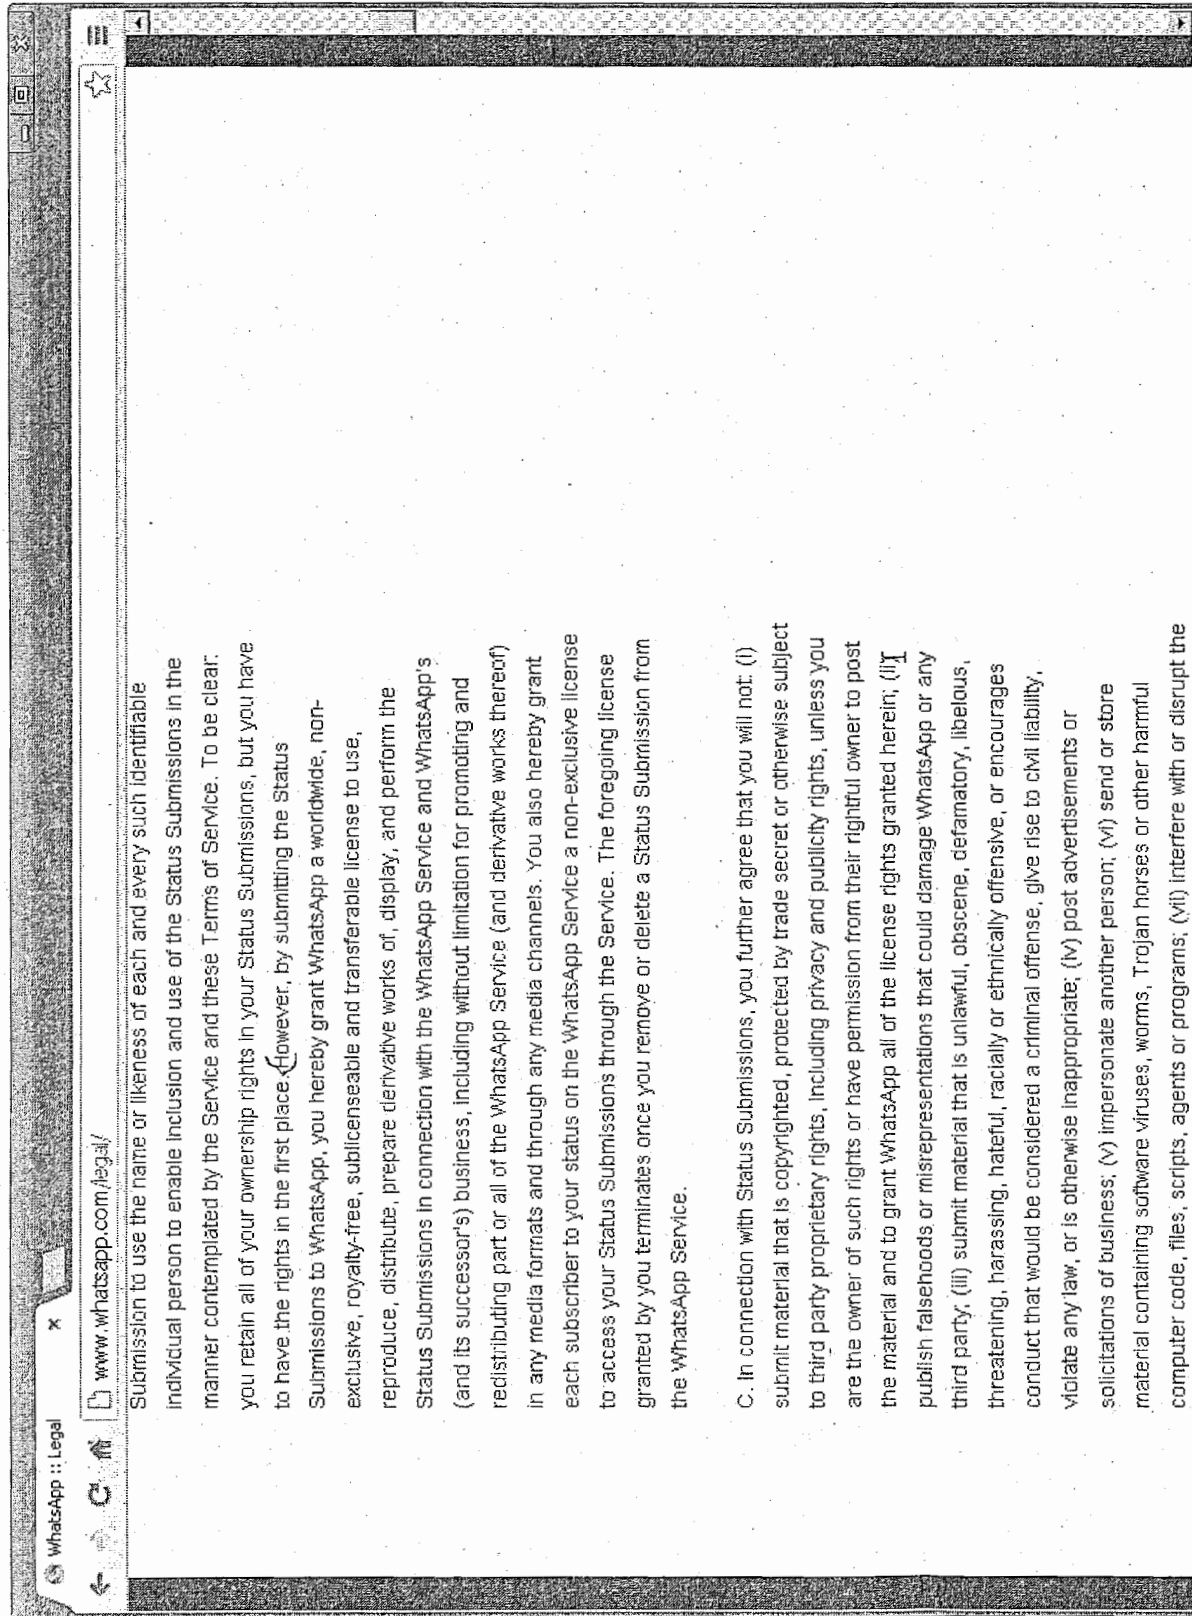 WhatsApp :: Legal
www.whatsapp.com/legal/
Submission to use the name or likeness of each and every such identifiable
individual person to enable inclusion and use of the Status Submissions in the
manner contemplated by the Service and these Terms of Service. To be clear:
you retain all of your ownership rights in your Status Submissions, but you have
to have the rights in the first place. However, by submitting the Status
Submissions to WhatsApp, you hereby grant WhatsApp a worldwide, non-
exclusive, royalty-free, sublicenseable and transferable license to use,
reproduce, distribute, prepare derivative works of, display, and perform the
Status Submissions in connection with the WhatsApp Service and WhatsApp's
(and its successor's) business, including without limitation for promoting and
redistributing part or all of the WhatsApp Service (and derivative works thereof)
in any media formats and through any media channels. You also hereby grant
each subscriber to your status on the WhatsApp Service a non-exclusive license
to access your Status Submissions through the Service. The foregoing license
granted by you terminates once you remove or delete a Status Submission from
the WhatsApp Service.
C. In connection with Status Submissions, you further agree that you will not: (i)
submit material that is copyrighted, protected by trade secret or otherwise subject
to third party proprietary rights, including privacy and publicity rights, unless you
are the owner of such rights or have permission from their rightful owner to post
the material and to grant WhatsApp all of the license rights granted herein; (ii)
publish falsehoods or misrepresentations that could damage WhatsApp or any
third party; (iii) submit material that is unlawful, obscene, defamatory, libelous,
threatening, harassing, hateful, racially or ethnically offensive, or encourages
conduct that would be considered a criminal offense, give rise to civil liability,
violate any law, or is otherwise inappropriate; (iv) post advertisements or
solicitations of business; (v) impersonate another person; (vi) send or store
material containing software viruses, worms, Trojan horses or other harmful
computer code, files, scripts, agents or programs; (vii) interfere with or disrupt the